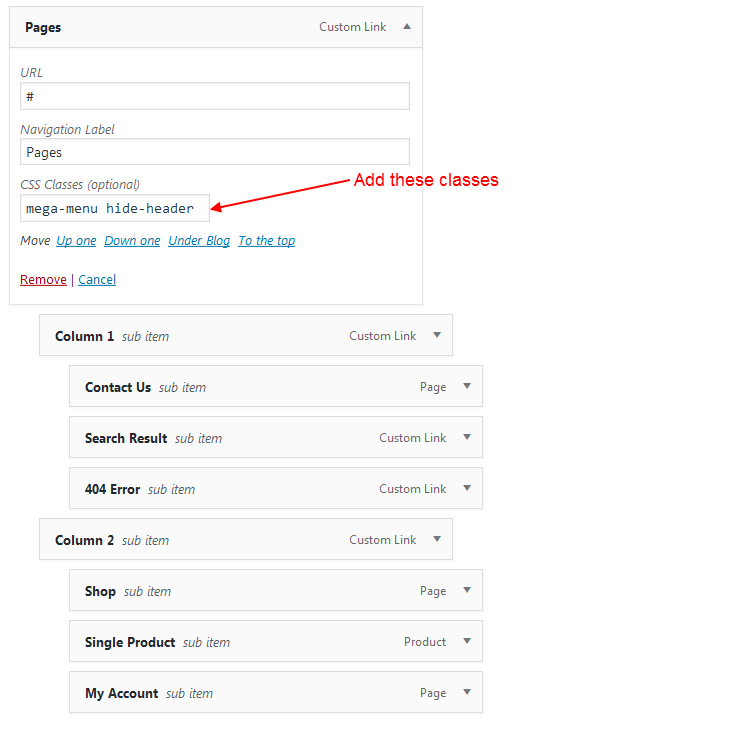 Pages Custom Link
URL
#
Navigation Label
Pages
CSS Classes (optional)
Add these classes
mega-menu hide-header
Move Up one Down one Under Blog To the top
Remove | Cancel
Column 1 sub item Custom Link
Contact Us sub item Page
Search Result sub item Custom Link
404 Error sub item Custom Link
Column 2 sub item Custom Link
Shop sub item Page
Single Product sub item Product
My Account sub item Page